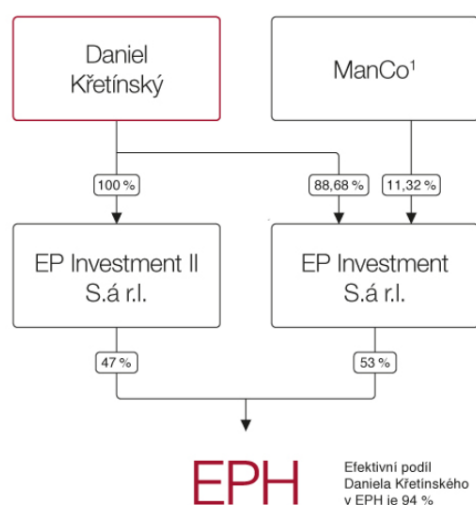 Daniel
Křetínský
ManCo¹
100 %
88,68 %
11,32 %
EP Investment II
S.á r.l.
EP Investment
S.á r.l.
47 %
53 %
EPH
Efektivní podíl
Daniela Křetínského
v EPH je 94 %